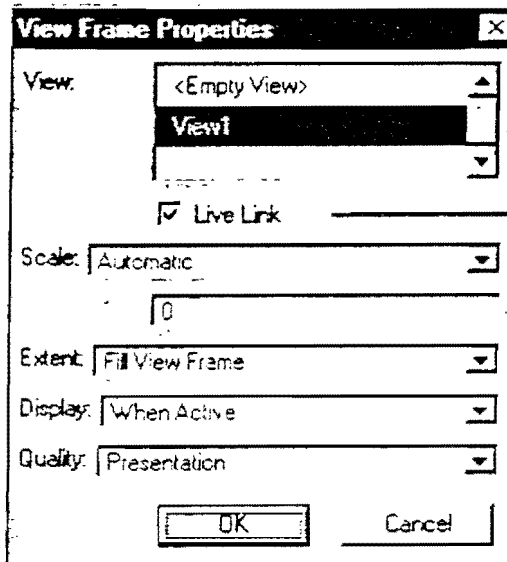 View Frame Properties
View:
<Empty View>
View1
Live Link
Scale: Automatic
0
Extent: Fill View Frame
Display: When Active
Quality: Presentation
OK Cancel